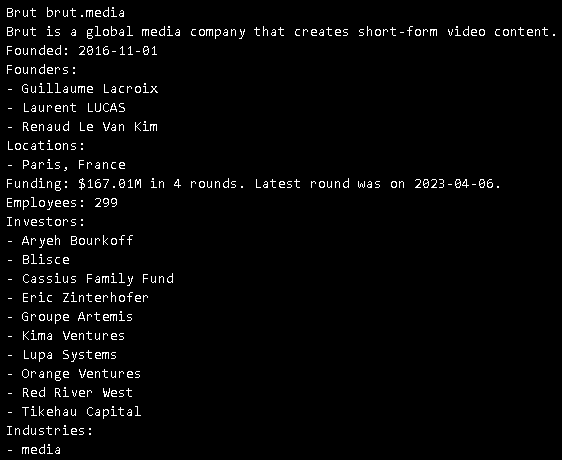 Brut brut.media
Brut is a global media company that creates short-form video content.
Founded: 2016-11-01
Founders:
- Guillaume Lacroix
- Laurent LUCAS
- Renaud Le Van Kim
Locations:
- Paris, France
Funding: $167.01M in 4 rounds. Latest round was on 2023-04-06.
Employees: 299
Investors:
- Aryeh Bourkoff
- Blisce
- Cassius Family Fund
- Eric Zinterhofer
- Groupe Artemis
- Kima Ventures
- Lupa Systems
- Orange Ventures
- Red River West
- Tikehau Capital
Industries:
- media